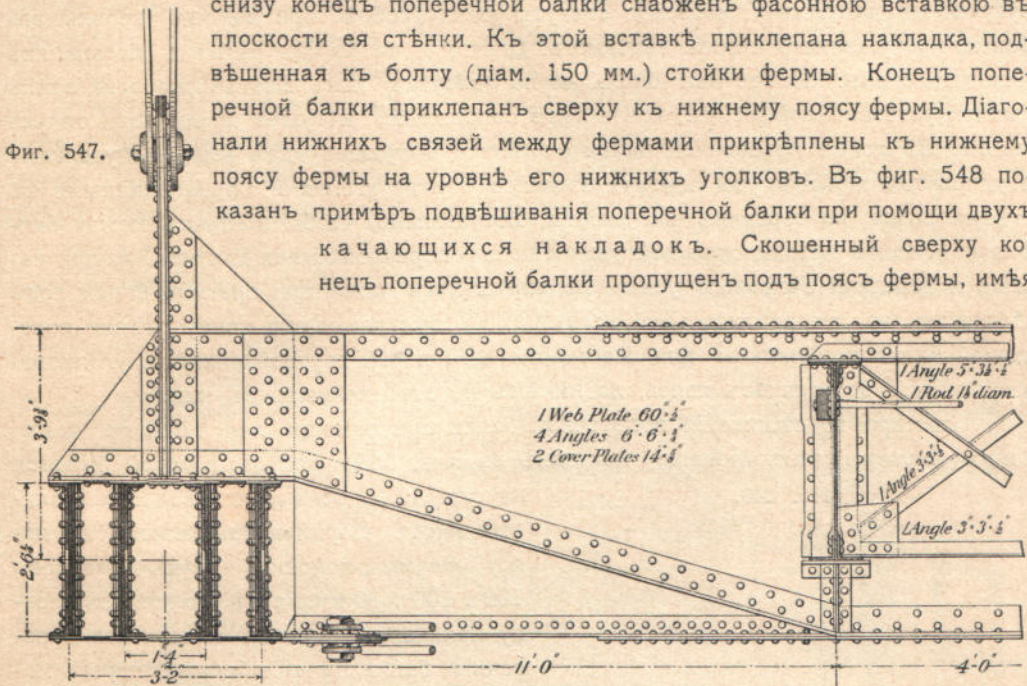 снизу конецъ поперечной балки снабженъ фасонною вставкою въ
плоскости ея стѣнки. Къ этой вставкѣ приклепана накладка, под-
вѣшенная къ болту (діам. 150 мм.) стойки фермы. Конецъ попе-
речной балки приклепанъ сверху къ нижнему поясу фермы. Діаго-
нали нижнихъ связей между фермами прикрѣплены къ нижнему
Фиг. 547.
поясу фермы на уровнѣ его нижнихъ уголковъ. Въ фиг. 548 по-
казанъ примѣръ подвѣшиванія поперечной балки при помощи двухъ
качающихся накладокъ. Скошенный сверху ко-
нецъ поперечной балки пропущенъ подъ поясъ фермы, имѣя
1 Angle 5"·3½"·½"
1 Rod diam.
1 Web Plate 60"·½"
4 Angles 6"·6"
2 Cover Plates 14"
1 Angle 3"·3"·½"
1 Angle 3"·3"·½"
3'-9¾"
2'-6½"
1'-4"
3'-2"
11'-0"
4'-0"